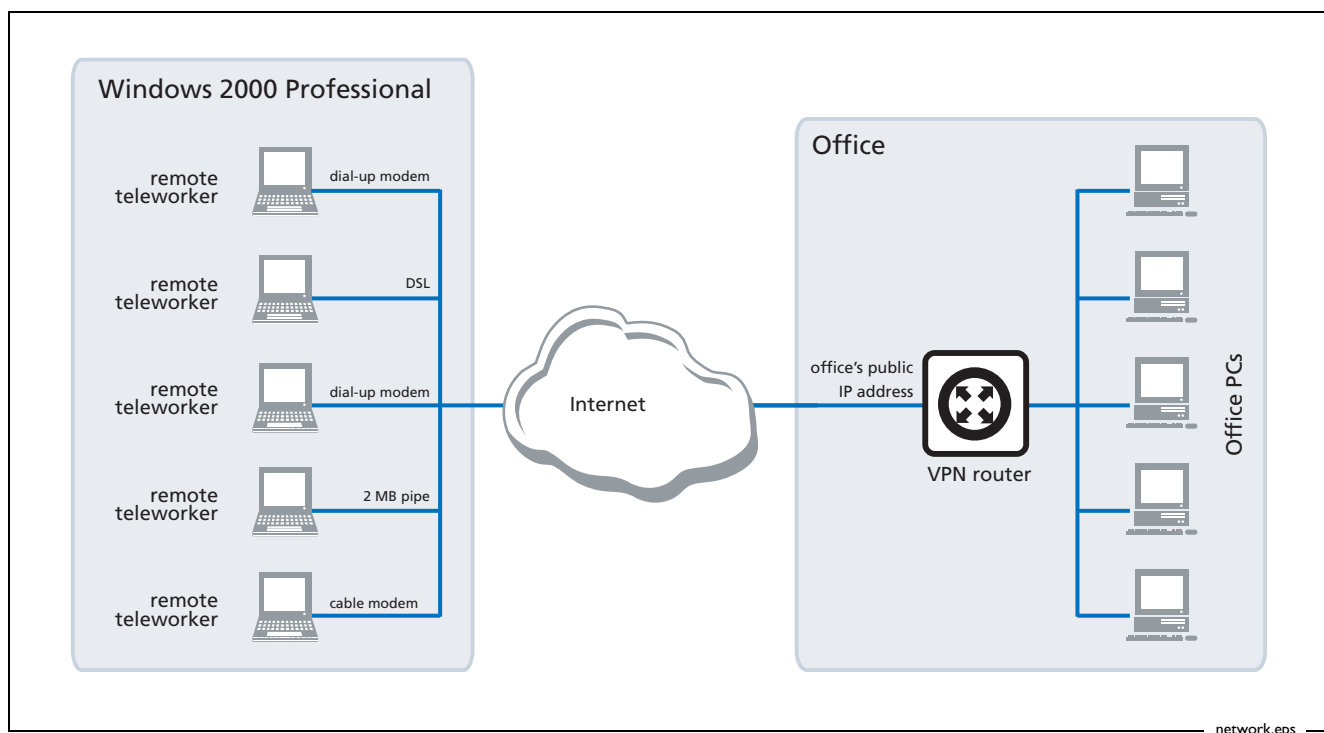 Windows 2000 Professional
remote
teleworker
dial-up modem
remote
teleworker
DSL
remote
teleworker
dial-up modem
remote
teleworker
2 MB pipe
remote
teleworker
cable modem
Internet
Office
office's public
IP address
VPN router
Office PCs
network.eps